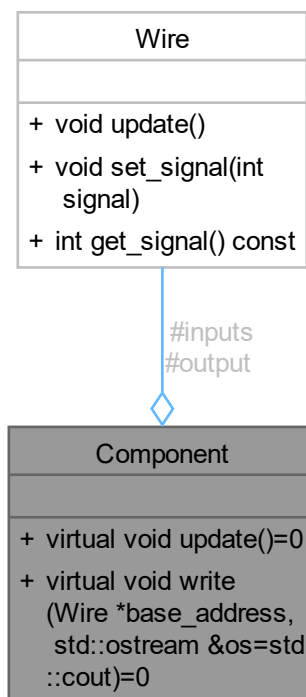 Wire
+ void update()
+ void set_signal(int
signal)
+ int get_signal() const
#inputs
#output
Component
+ virtual void update()=0
+ virtual void write
(Wire *base_address,
std::ostream &os=std
::cout)=0